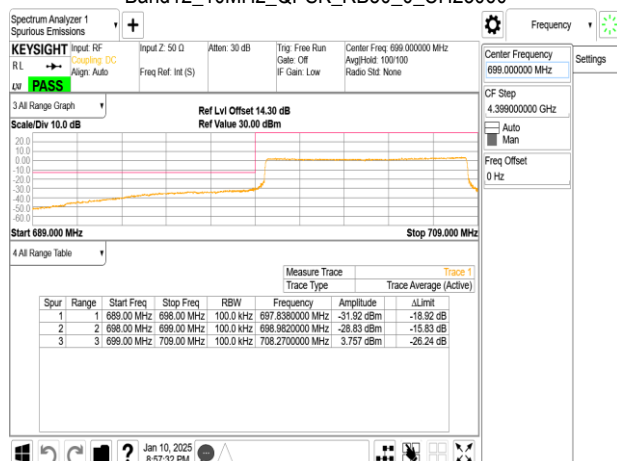 Spectrum Analyzer 1
Spurious Emissions
Frequency
Settings
KEYSIGHT
RL
LXI
PASS
Input: RF
Coupling: DC
Align: Auto
Input Z: 50 Ω
Freq Ref: Int (S)
Atten: 30 dB
Trig: Free Run
Gate: Off
IF Gain: Low
Center Freq: 699.000000 MHz
Avg|Hold: 100/100
Radio Std: None
Center Frequency
699.000000 MHz
CF Step
4.399000000 GHz
Auto
Man
Freq Offset
0 Hz
3 All Range Graph
Scale/Div 10.0 dB
Ref Lvl Offset 14.30 dB
Ref Value 30.00 dBm
20.0
10.0
0.00
-10.0
-20.0
-30.0
-40.0
-50.0
-60.0
Start 689.000 MHz
Stop 709.000 MHz
4 All Range Table
Measure Trace Trace 1
Trace Type Trace Average (Active)
Spur Range Start Freq Stop Freq RBW Frequency Amplitude ΔLimit
1 1 689.00 MHz 698.00 MHz 100.0 kHz 697.8380000 MHz -31.92 dBm -18.92 dB
2 2 698.00 MHz 699.00 MHz 100.0 kHz 698.9820000 MHz -28.83 dBm -15.83 dB
3 3 699.00 MHz 709.00 MHz 100.0 kHz 708.2700000 MHz 3.757 dBm -26.24 dB
?
Jan 10, 2025
8:57:32 PM